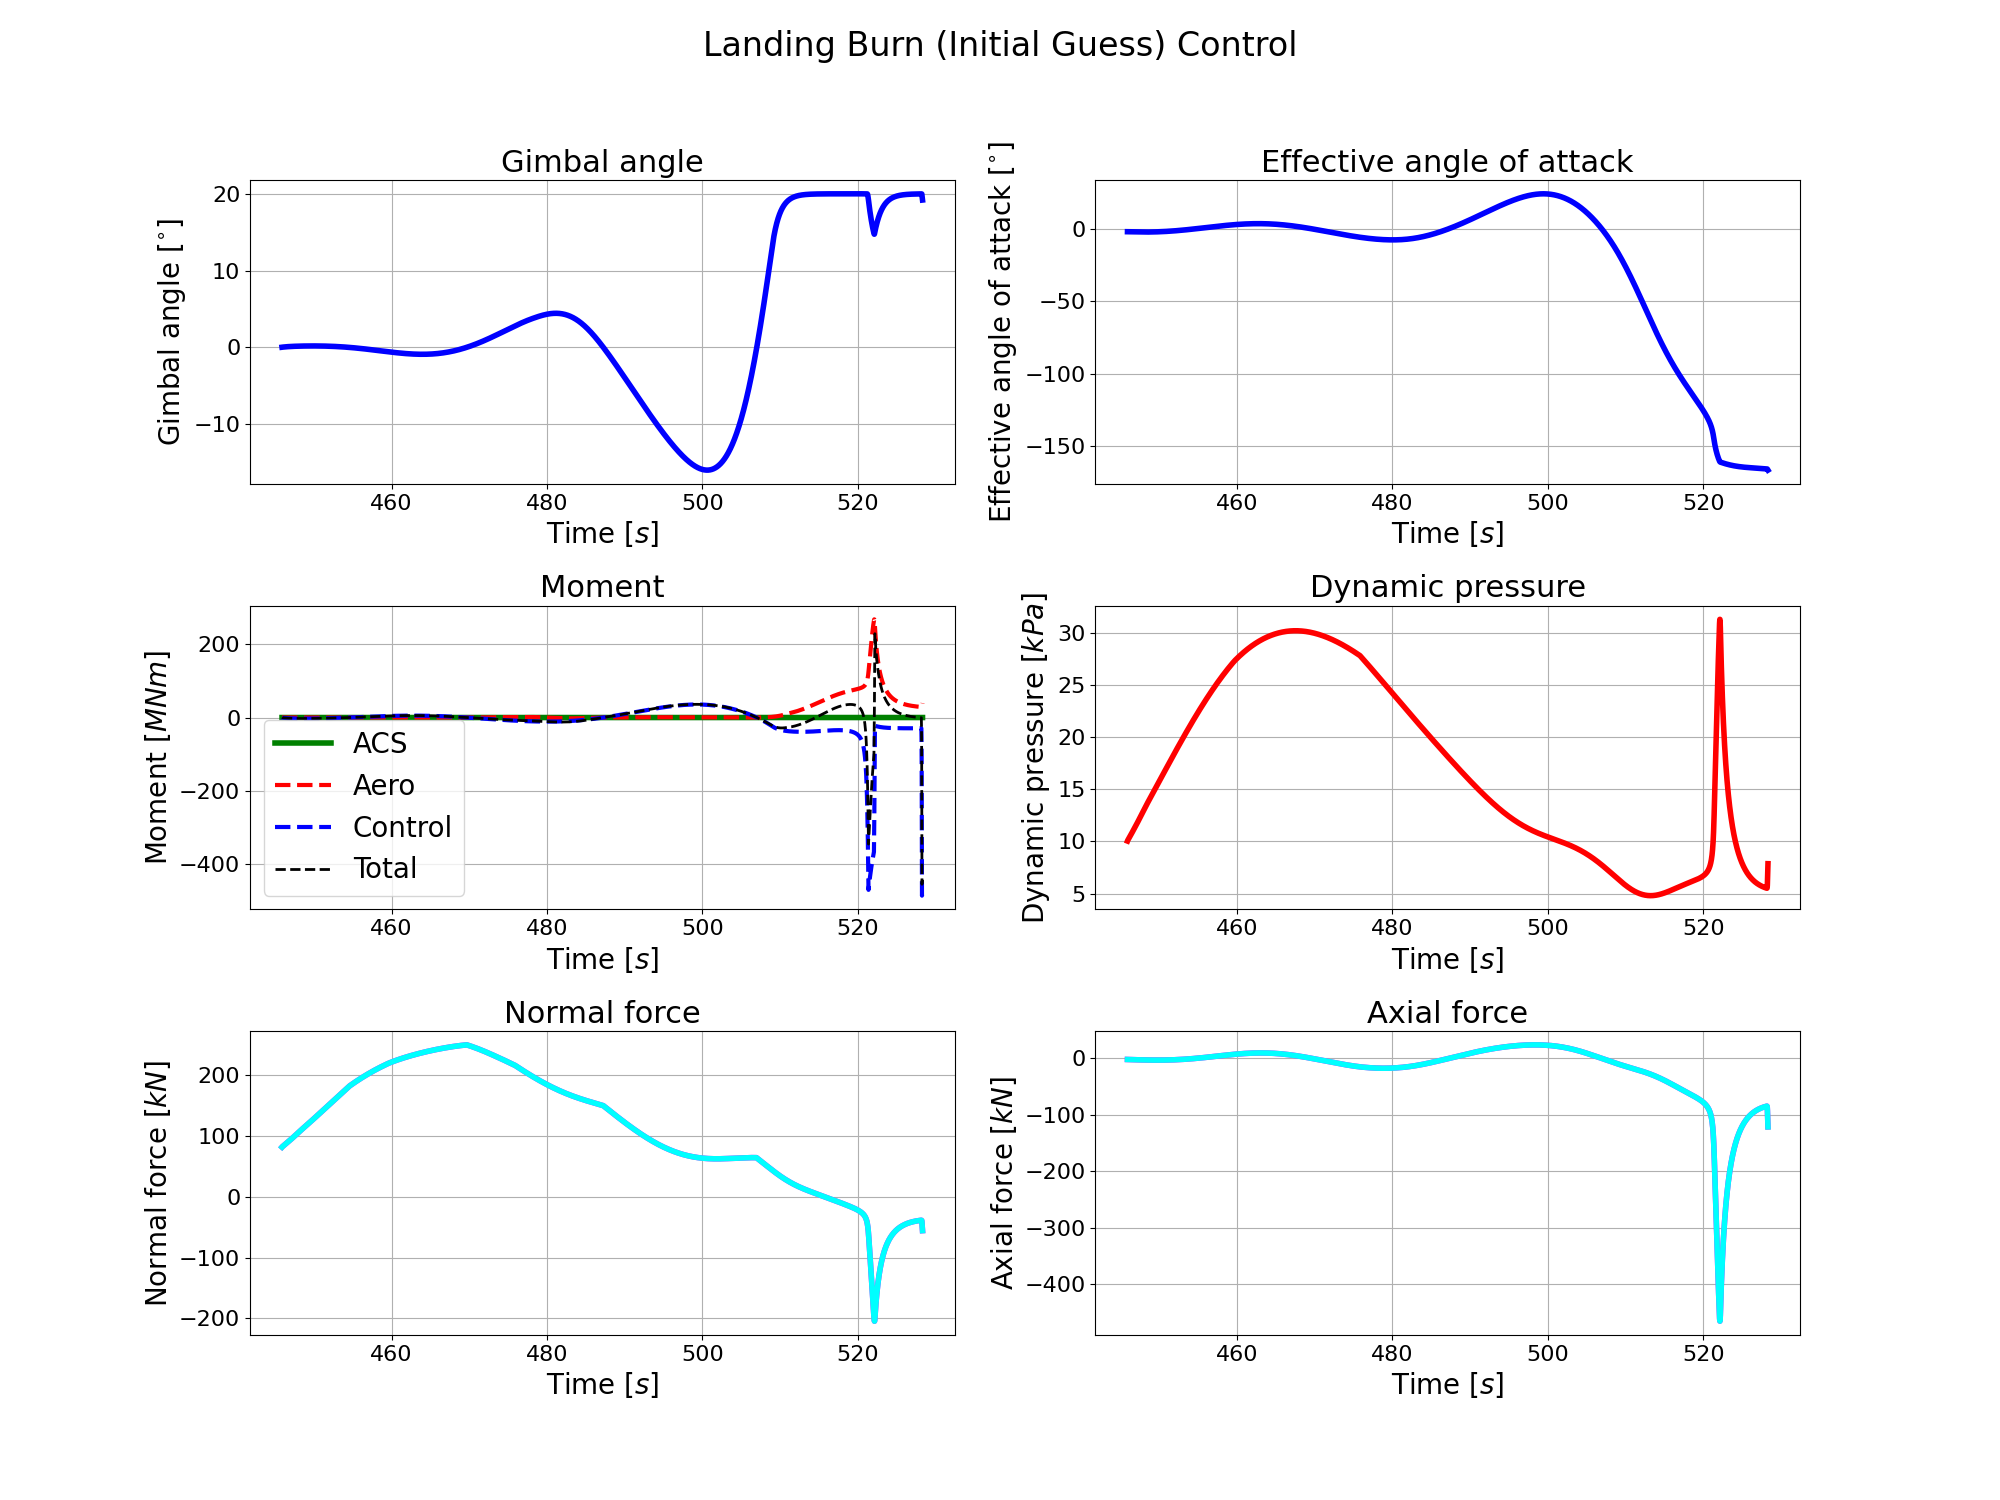 Landing Burn (Initial Guess) Control
Gimbal angle
Gimbal angle [°]
20
10
0
−10
460 480 500 520
Time [s]
Effective angle of attack
Effective angle of attack [°]
0
−50
−100
−150
460 480 500 520
Time [s]
Moment
Moment [MNm]
200
0
−200
−400
ACS
Aero
Control
Total
460 480 500 520
Time [s]
Dynamic pressure
Dynamic pressure [kPa]
30
25
20
15
10
5
460 480 500 520
Time [s]
Normal force
Normal force [kN]
200
100
0
−100
−200
460 480 500 520
Time [s]
Axial force
Axial force [kN]
0
−100
−200
−300
−400
460 480 500 520
Time [s]